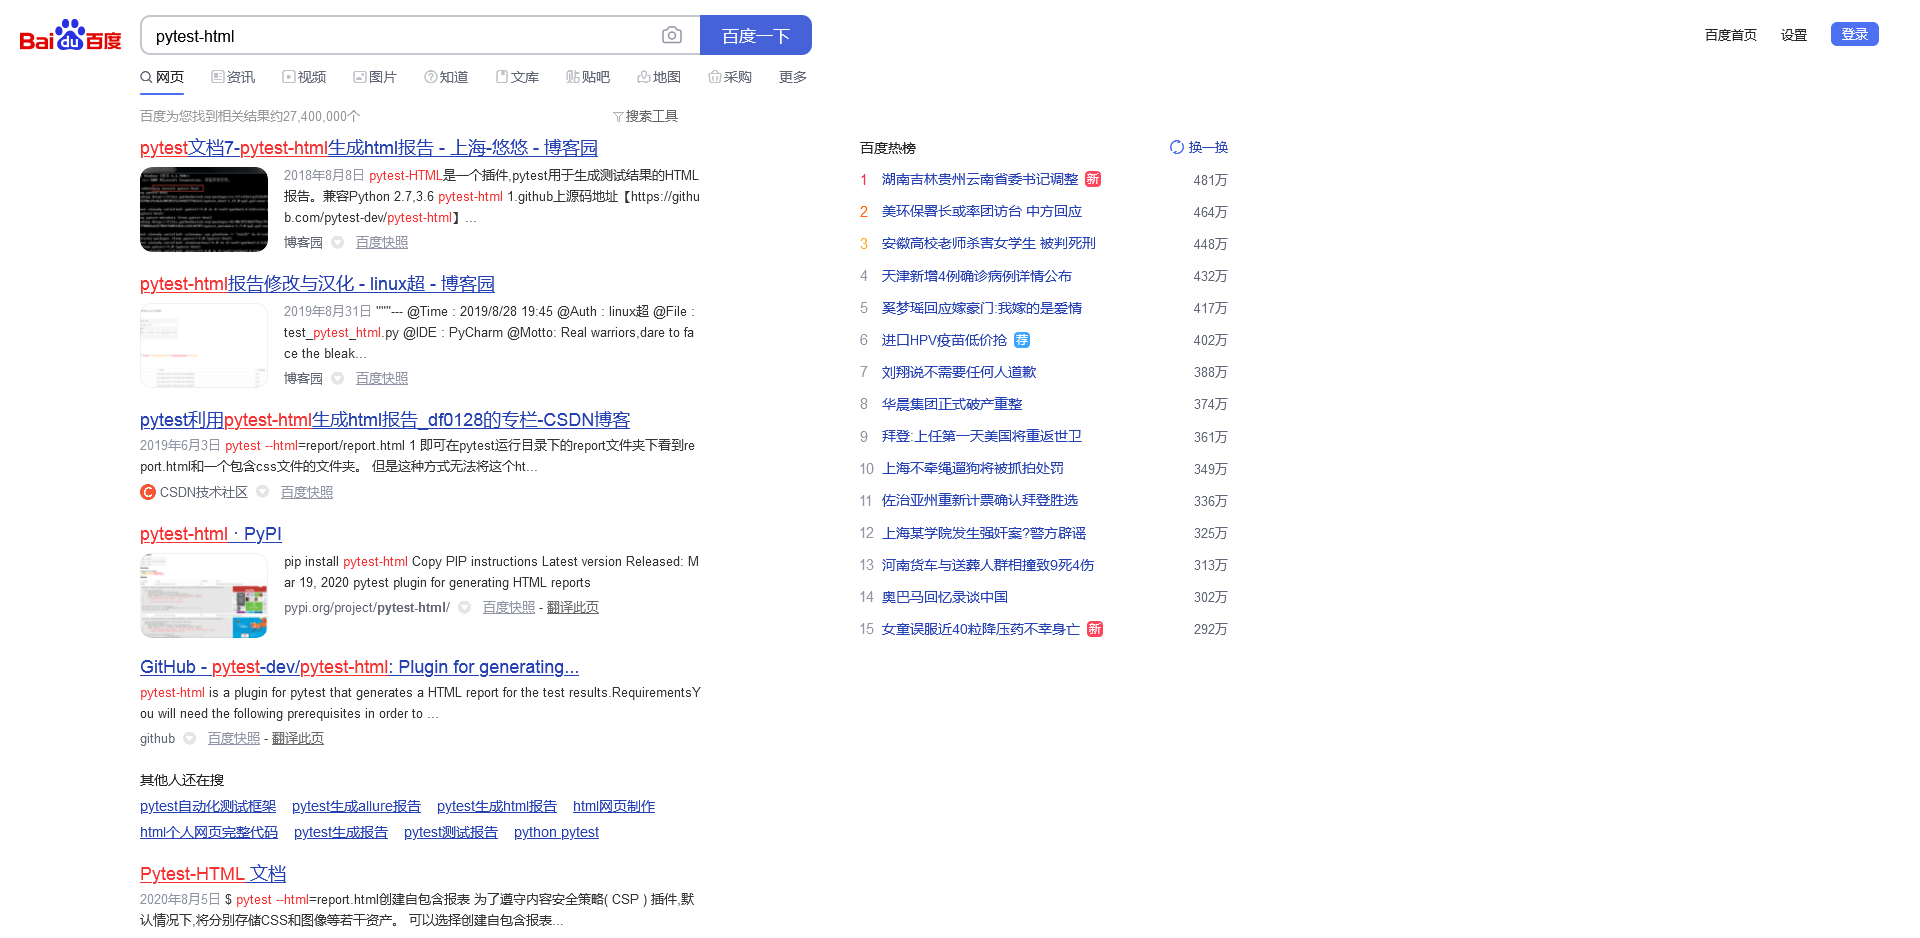 Bai du 百度
pytest-html
百度一下
百度首页 设置 登录
网页 资讯 视频 图片 知道 文库 贴吧 地图 采购 更多
百度为您找到相关结果约27,400,000个 搜索工具
pytest文档7-pytest-html生成html报告 - 上海-悠悠 - 博客园
2018年8月8日 pytest-HTML是一个插件,pytest用于生成测试结果的HTML
报告。兼容Python 2.7,3.6 pytest-html 1.github上源码地址【https://githu
b.com/pytest-dev/pytest-html】...
博客园 百度快照
pytest-html报告修改与汉化 - linux超 - 博客园
2019年8月31日 """--- @Time : 2019/8/28 19:45 @Auth : linux超 @File :
test_pytest_html.py @IDE : PyCharm @Motto: Real warriors,dare to fa
ce the bleak...
博客园 百度快照
pytest利用pytest-html生成html报告_df0128的专栏-CSDN博客
2019年6月3日 pytest --html=report/report.html 1 即可在pytest运行目录下的report文件夹下看到re
port.html和一个包含css文件的文件夹。 但是这种方式无法将这个ht...
CSDN技术社区 百度快照
pytest-html · PyPI
pip install pytest-html Copy PIP instructions Latest version Released: M
ar 19, 2020 pytest plugin for generating HTML reports
pypi.org/project/pytest-html/ 百度快照 - 翻译此页
GitHub - pytest-dev/pytest-html: Plugin for generating...
pytest-html is a plugin for pytest that generates a HTML report for the test results.RequirementsY
ou will need the following prerequisites in order to ...
github 百度快照 - 翻译此页
其他人还在搜
pytest自动化测试框架 pytest生成allure报告 pytest生成html报告 html网页制作
html个人网页完整代码 pytest生成报告 pytest测试报告 python pytest
Pytest-HTML 文档
2020年8月5日 $ pytest --html=report.html创建自包含报表 为了遵守内容安全策略( CSP ) 插件,默
认情况下,将分别存储CSS和图像等若干资产。 可以选择创建自包含报表...
百度热榜 换一换
1 湖南吉林贵州云南省委书记调整 新 481万
2 美环保署长或率团访台 中方回应 464万
3 安徽高校老师杀害女学生 被判死刑 448万
4 天津新增4例确诊病例详情公布 432万
5 奚梦瑶回应嫁豪门:我嫁的是爱情 417万
6 进口HPV疫苗低价抢 荐 402万
7 刘翔说不需要任何人道歉 388万
8 华晨集团正式破产重整 374万
9 拜登:上任第一天美国将重返世卫 361万
10 上海不牵绳遛狗将被抓拍处罚 349万
11 佐治亚州重新计票确认拜登胜选 336万
12 上海某学院发生强奸案?警方辟谣 325万
13 河南货车与送葬人群相撞致9死4伤 313万
14 奥巴马回忆录谈中国 302万
15 女童误服近40粒降压药不幸身亡 新 292万